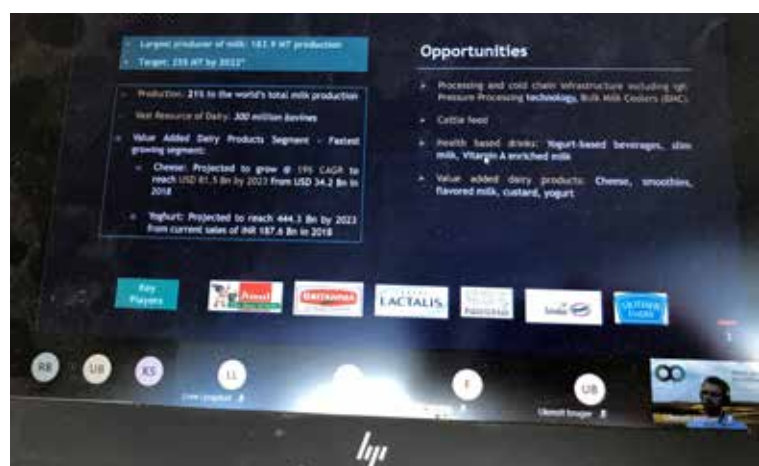 Largest producer of milk: 187.9 MT production
Target: 255 MT by 2022*
Production: 21% to the world's total milk production
Vast Resource of Dairy: 300 million bovines
Value Added Dairy Products Segment - Fastest
growing segment:
Cheese: Projected to grow @ 19% CAGR to
reach USD 81.5 Bn by 2023 from USD 34.2 Bn in
2018
Yoghurt: Projected to reach 444.3 Bn by 2023
from current sales of INR 187.6 Bn in 2018
Opportunities
Processing and cold chain infrastructure including
Pressure Processing technology, Bulk Milk Coolers (BMC).
Cattle feed
Health based drinks: Yogurt-based beverages, slim
milk, Vitamin A enriched milk
Value added dairy products: Cheese, smoothies,
flavored milk, custard, yogurt
Key
Players
Amul
BRITANNIA
LACTALIS
MOTHER
DAIRY
RB
UB
KS
LL
F
UB
hp